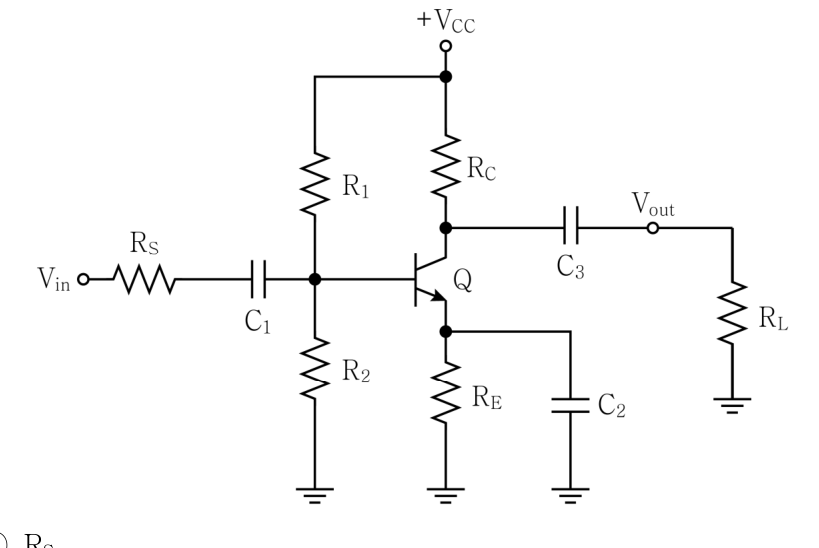 +V_CC
R_1
R_C
V_out
R_S
V_in
C_3
Q
C_1
R_L
R_2
R_E
C_2